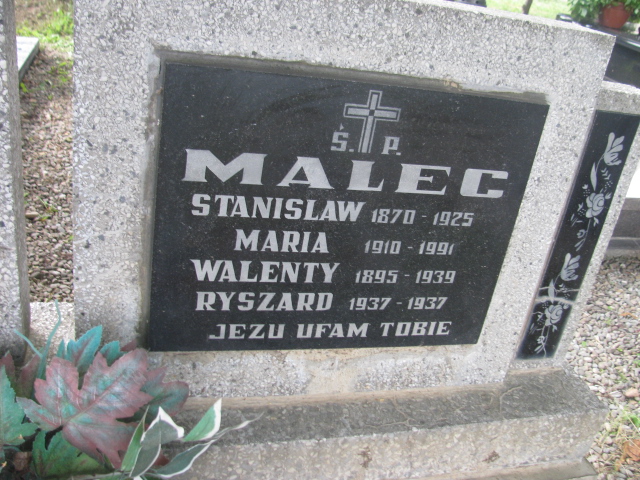 Ś. P.
MALEC
STANISLAW 1870 - 1925
MARIA 1910 - 1991
WALENTY 1895 - 1939
RYSZARD 1937 - 1937
JEZU UFAM TOBIE